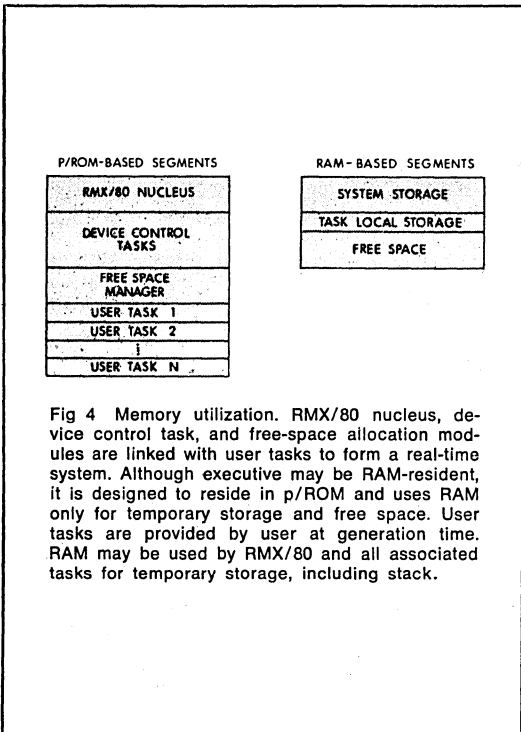 P/ROM-BASED SEGMENTS
RMX/80 NUCLEUS
DEVICE CONTROL
TASKS
FREE SPACE
MANAGER
USER TASK 1
USER TASK 2
USER TASK N
RAM-BASED SEGMENTS
SYSTEM STORAGE
TASK LOCAL STORAGE
FREE SPACE
Fig 4 Memory utilization. RMX/80 nucleus, de-
vice control task, and free-space allocation mod-
ules are linked with user tasks to form a real-time
system. Although executive may be RAM-resident,
it is designed to reside in p/ROM and uses RAM
only for temporary storage and free space. User
tasks are provided by user at generation time.
RAM may be used by RMX/80 and all associated
tasks for temporary storage, including stack.